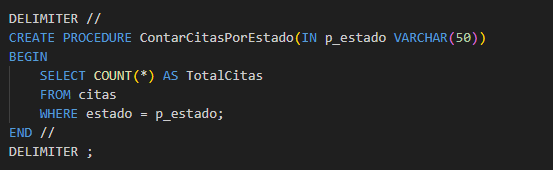 DELIMITER //
CREATE PROCEDURE ContarCitasPorEstado(IN p_estado VARCHAR(50))
BEGIN
    SELECT COUNT(*) AS TotalCitas
    FROM citas
    WHERE estado = p_estado;
END //
DELIMITER ;